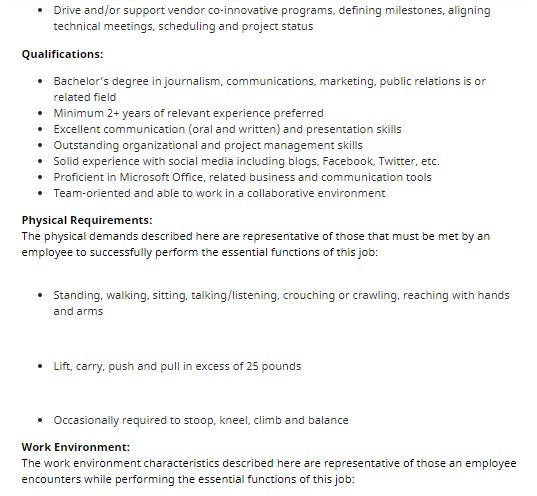 • Drive and/or support vendor co-innovative programs, defining milestones, aligning
technical meetings, scheduling and project status
Qualifications:
• Bachelor's degree in journalism, communications, marketing, public relations is or
related field
• Minimum 2+ years of relevant experience preferred
• Excellent communication (oral and written) and presentation skills
• Outstanding organizational and project management skills
• Solid experience with social media including blogs, Facebook, Twitter, etc.
• Proficient in Microsoft Office, related business and communication tools
• Team-oriented and able to work in a collaborative environment
Physical Requirements:
The physical demands described here are representative of those that must be met by an
employee to successfully perform the essential functions of this job:
• Standing, walking, sitting, talking/listening, crouching or crawling, reaching with hands
and arms
• Lift, carry, push and pull in excess of 25 pounds
• Occasionally required to stoop, kneel, climb and balance
Work Environment:
The work environment characteristics described here are representative of those an employee
encounters while performing the essential functions of this job: